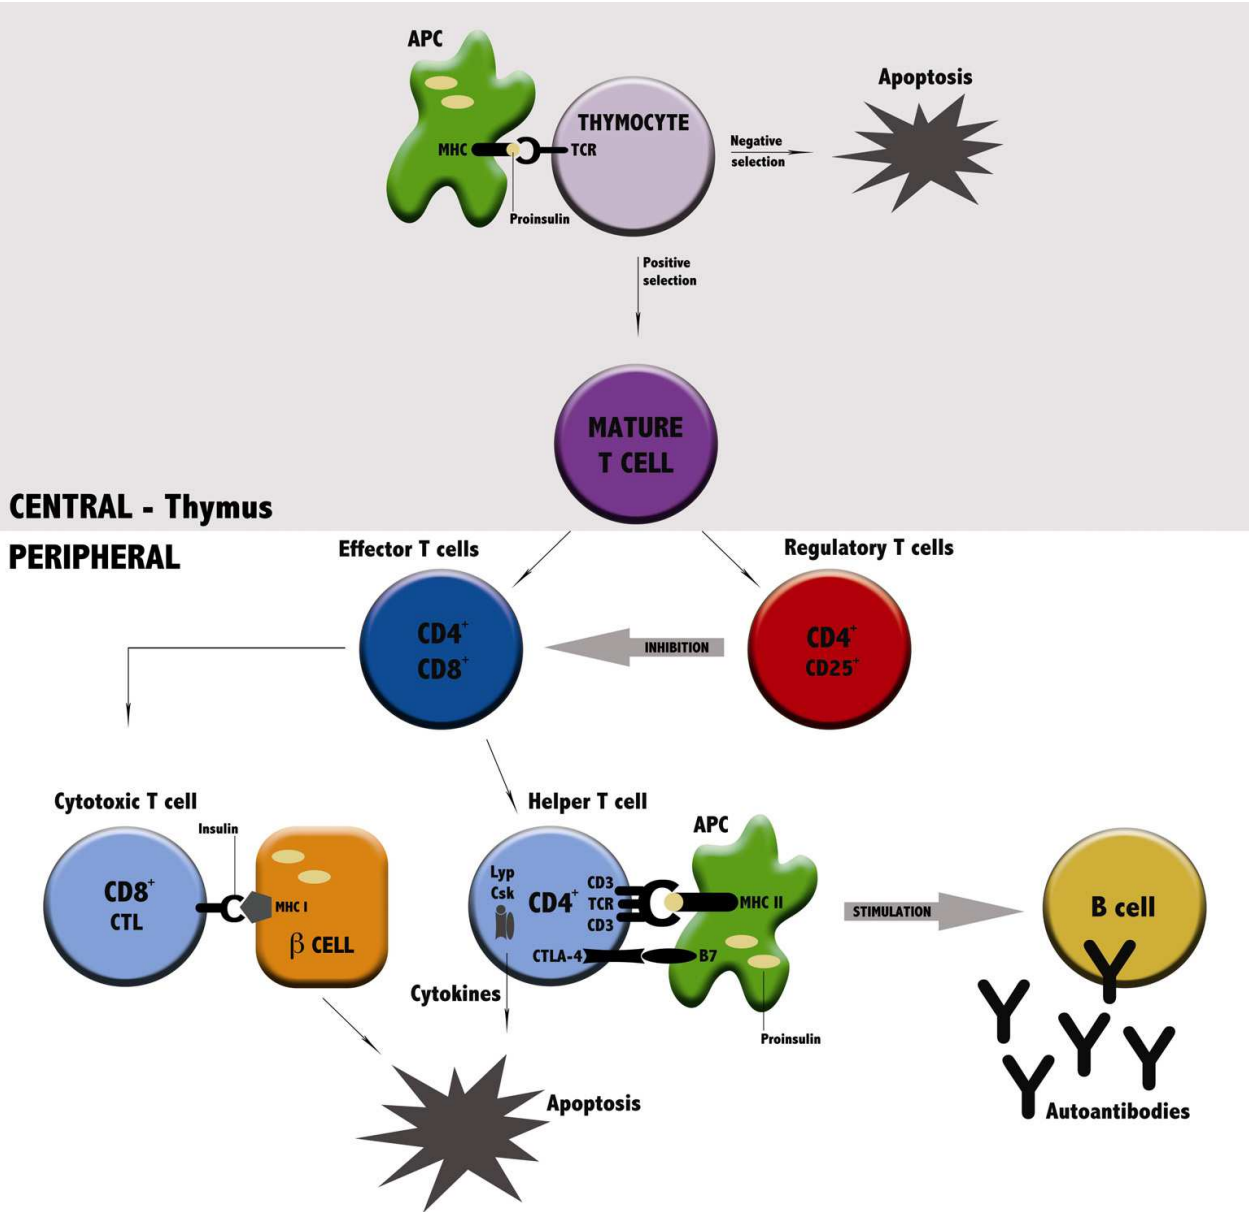 APC
Apoptosis
THYMOCYTE
MHC
TCR
Negative
selection
Proinsulin
Positive
selection
MATURE
T CELL
CENTRAL - Thymus
PERIPHERAL
Effector T cells
Regulatory T cells
CD4⁺
CD8⁺
INHIBITION
CD4⁺
CD25⁺
Cytotoxic T cell
Helper T cell
Insulin
APC
CD8⁺
CTL
MHC I
β CELL
Lyp
Csk
CD4⁺
CD3
TCR
CD3
MHC II
CTLA-4
B7
STIMULATION
B cell
Cytokines
Proinsulin
Apoptosis
Autoantibodies